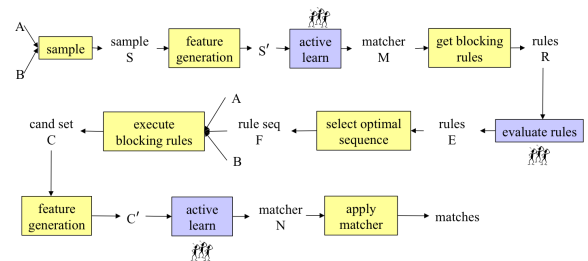 A
B
sample
sample
S
feature
generation
S′
active
learn
matcher
M
get blocking
rules
rules
R
cand set
C
execute
blocking rules
A
B
rule seq
F
select optimal
sequence
rules
E
evaluate rules
feature
generation
C′
active
learn
matcher
N
apply
matcher
matches